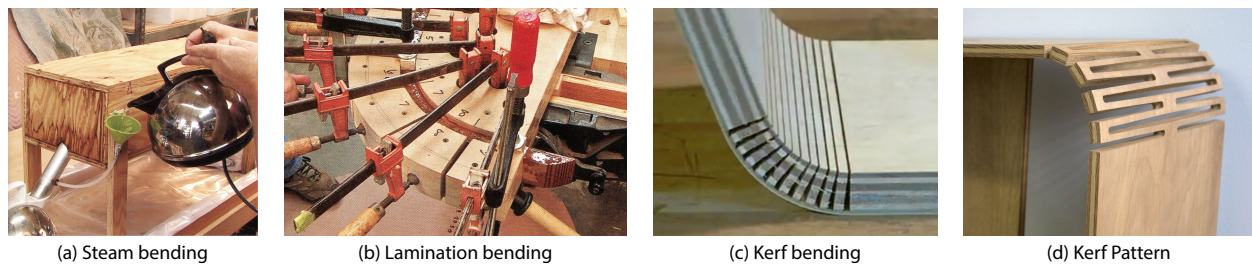 (a) Steam bending
(b) Lamination bending
(c) Kerf bending
(d) Kerf Pattern